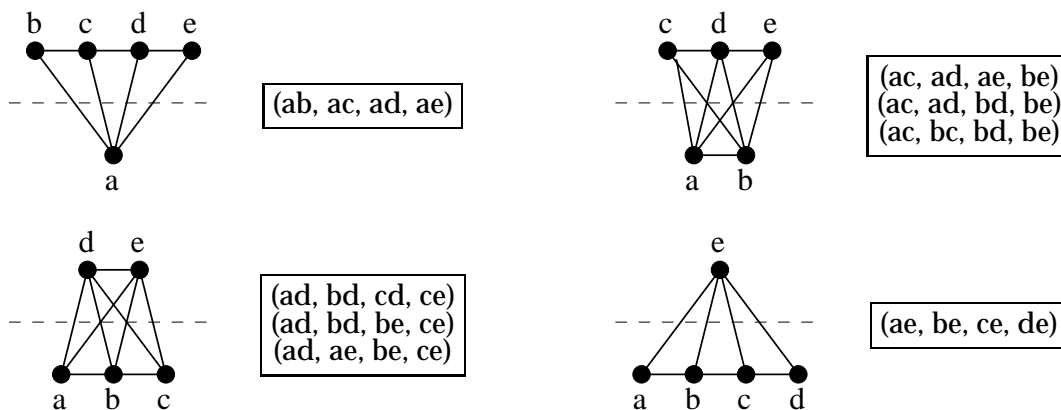 b c d e
(ab, ac, ad, ae)
a
c d e
(ac, ad, ae, be)
(ac, ad, bd, be)
(ac, bc, bd, be)
a b
d e
(ad, bd, cd, ce)
(ad, bd, be, ce)
(ad, ae, be, ce)
a b c
e
(ae, be, ce, de)
a b c d